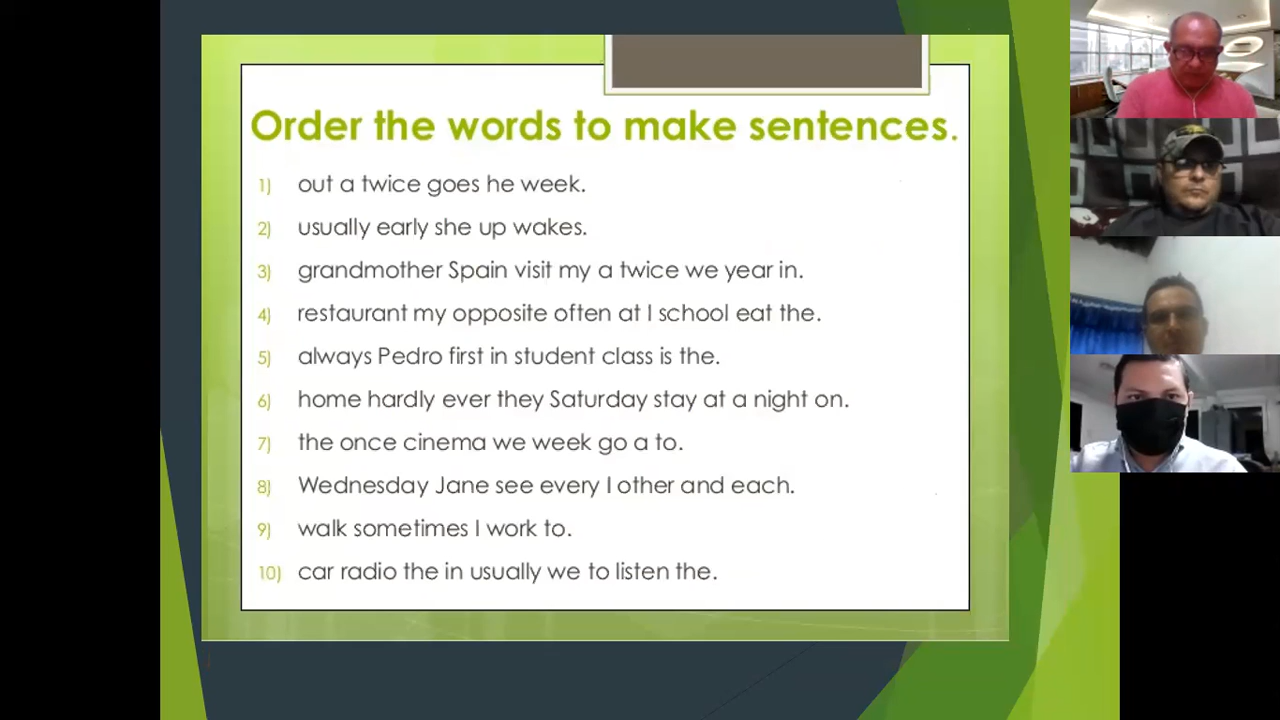 Order the words to make sentences.
1) out a twice goes he week.
2) usually early she up wakes.
3) grandmother Spain visit my a twice we year in.
4) restaurant my opposite often at I school eat the.
5) always Pedro first in student class is the.
6) home hardly ever they Saturday stay at a night on.
7) the once cinema we week go a to.
8) Wednesday Jane see every I other and each.
9) walk sometimes I work to.
10) car radio the in usually we to listen the.